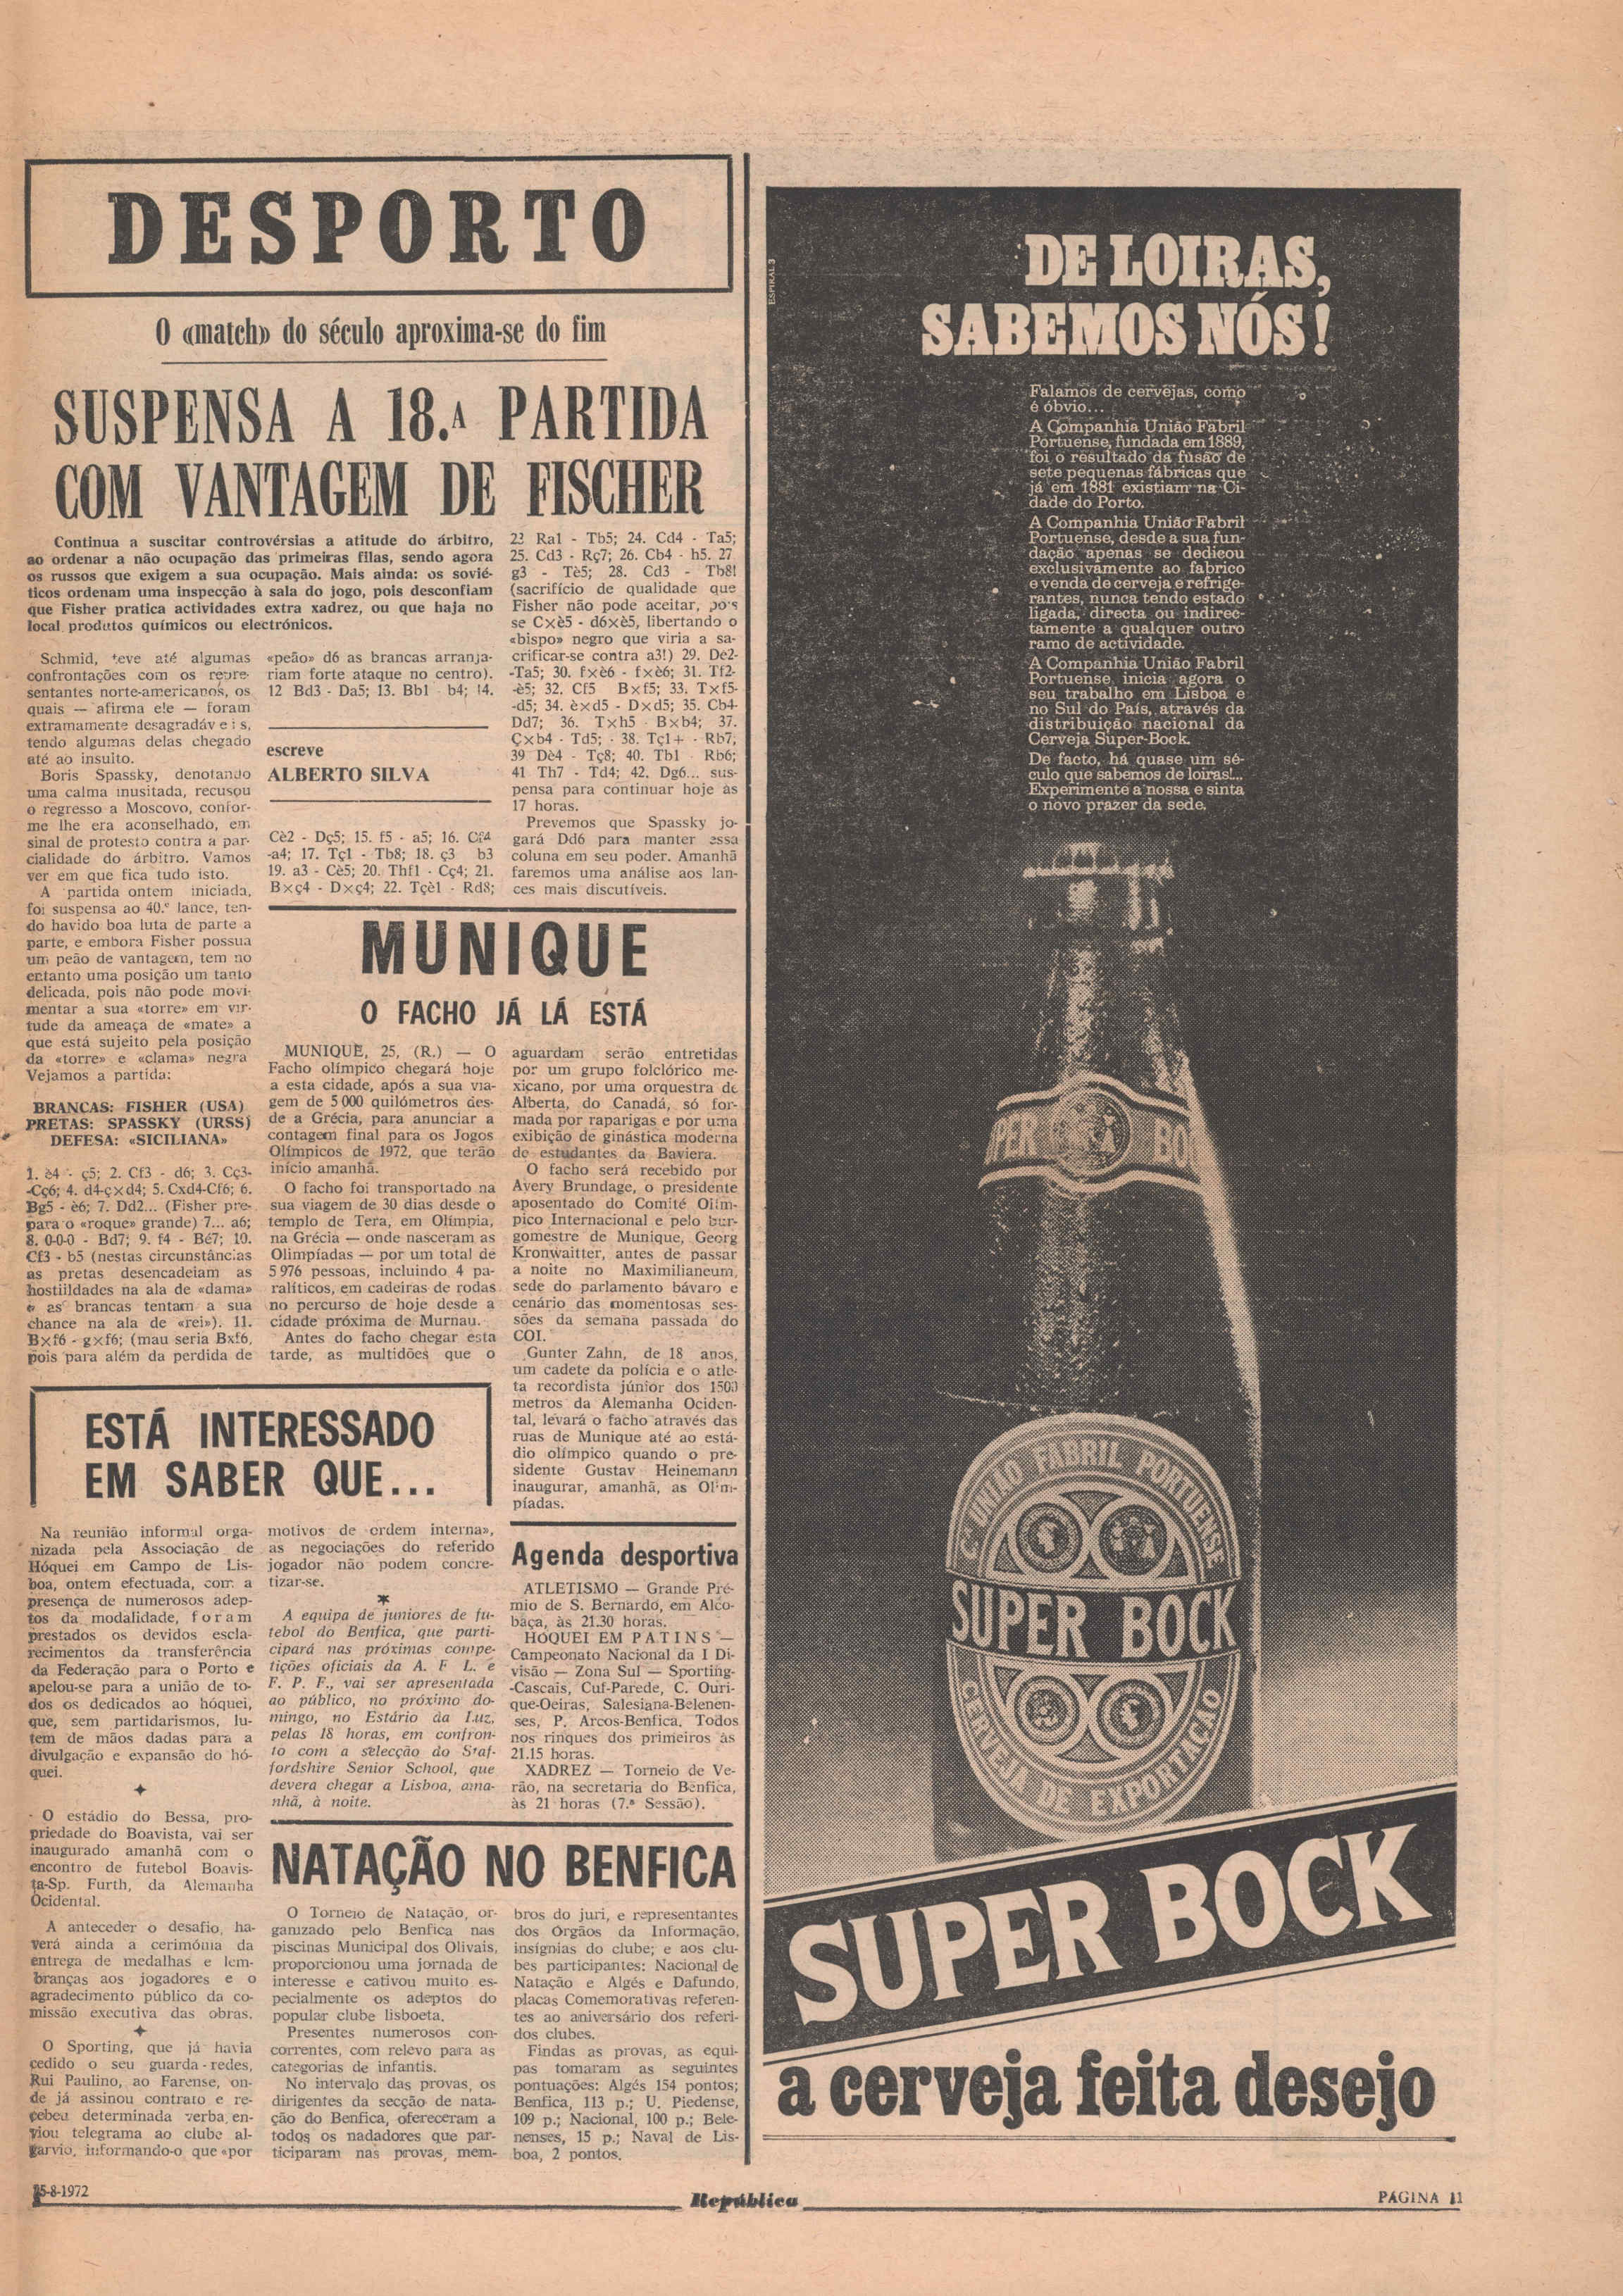 DESPORTO
O «match» do século aproxima-se do fim
SUSPENSA A 18.ª PARTIDA
COM VANTAGEM DE FISCHER
Continua a suscitar controvérsias a atitude do árbitro,
ao ordenar a não ocupação das primeiras filas, sendo agora
os russos que exigem a sua ocupação. Mais ainda: os sovié-
ticos ordenam uma inspecção à sala do jogo, pois desconfiam
que Fisher pratica actividades extra xadrez, ou que haja no
local produtos químicos ou electrónicos.
Schmid, teve até algumas
confrontações com os repre-
sentantes norte-americanos, os
quais — afirma ele — foram
extramamente desagradáveis,
tendo algumas delas chegado
até ao insulto.
Boris Spassky, denotando
uma calma inusitada, recusou
o regresso a Moscovo, confor-
me lhe era aconselhado, em
sinal de protesto contra a par-
cialidade do árbitro. Vamos
ver em que fica tudo isto.
A partida ontem iniciada,
foi suspensa ao 40.º lance, ten-
do havido boa luta de parte a
parte, e embora Fisher possua
um peão de vantagem, tem no
entanto uma posição um tanto
delicada, pois não pode movi-
mentar a sua «torre» em vir-
tude da ameaça de «mate» a
que está sujeito pela posição
da «torre» e «clama» negra
Vejamos a partida:
BRANCAS: FISHER (USA)
PRETAS: SPASSKY (URSS)
DEFESA: «SICILIANA»
1. è4 - ç5; 2. Cf3 - d6; 3. Cç3-
-Cç6; 4. d4-ç×d4; 5. Cxd4-Cf6; 6.
Bg5 - è6; 7. Dd2... (Fisher pre-
para o «roque» grande) 7... a6;
8. 0-0-0 - Bd7; 9. f4 - Bé7; 10.
Cf3 - b5 (nestas circunstâncias
as pretas desencadeiam as
hostiildades na ala de «dama»
e as brancas tentam a sua
chance na ala de «rei»). 11.
B×f6 - g×f6; (mau seria Bxf6,
pois para além da perdida de
«peão» d6 as brancas arranja-
riam forte ataque no centro).
12 Bd3 - Da5; 13. Bb1 - b4; 14.
escreve
ALBERTO SILVA
Cè2 - Dç5; 15. f5 - a5; 16. Cf4
-a4; 17. Tç1 - Tb8; 18. ç3 b3
19. a3 - Cè5; 20. Thf1 - Cç4; 21.
B×ç4 - D×ç4; 22. Tçè1 - Rd8;
23 Ra1 - Tb5; 24. Cd4 - Ta5;
25. Cd3 - Rç7; 26. Cb4 - h5. 27
g3 - Tè5; 28. Cd3 - Tb8!
(sacrifício de qualidade que
Fisher não pode aceitar, pois
se C×è5 - d6×è5, libertando o
«bispo» negro que viria a sa-
crificar-se contra a3!) 29. De2-
-Ta5; 30. f×è6 - f×è6; 31. Tf2-
-è5; 32. Cf5 B×f5; 33. T×f5-
-d5; 34. è×d5 - D×d5; 35. Cb4-
Dd7; 36. T×h5 - B×b4; 37.
Ç×b4 - Td5; - 38. Tç1+ - Rb7;
39 Dè4 - Tç8; 40. Tb1 - Rb6;
41 Th7 - Td4; 42. Dg6... sus-
pensa para continuar hoje às
17 horas.
Prevemos que Spassky jo-
gará Dd6 para manter essa
coluna em seu poder. Amanhã
faremos uma análise aos lan-
ces mais discutíveis.
MUNIQUE
O FACHO JÁ LÁ ESTÁ
MUNIQUE, 25, (R.) — O
Facho olímpico chegará hoje
a esta cidade, após a sua via-
gem de 5 000 quilómetros des-
de a Grécia, para anunciar a
contagem final para os Jogos
Olímpicos de 1972, que terão
início amanhã.
O facho foi transportado na
sua viagem de 30 dias desde o
templo de Tera, em Olímpia,
na Grécia — onde nasceram as
Olimpíadas — por um total de
5 976 pessoas, incluindo 4 pa-
ralíticos, em cadeiras de rodas
no percurso de hoje desde a
cidade próxima de Murnau.
Antes do facho chegar esta
tarde, as multidões que o
aguardam serão entretidas
por um grupo folclórico me-
xicano, por uma orquestra de
Alberta, do Canadá, só for-
mada por raparigas e por uma
exibição de ginástica moderna
de estudantes da Baviera.
O facho será recebido por
Avery Brundage, o presidente
aposentado do Comité Olím-
pico Internacional e pelo bur-
gomestre de Munique, Georg
Kronwaitter, antes de passar
a noite no Maximilianeum,
sede do parlamento bávaro e
cenário das momentosas ses-
sões da semana passada do
COI.
Gunter Zahn, de 18 anos,
um cadete da polícia e o atle-
ta recordista júnior dos 1500
metros da Alemanha Ociden-
tal, levará o facho através das
ruas de Munique até ao está-
dio olímpico quando o pre-
sidente Gustav Heinemann
inaugurar, amanhã, as Olim-
píadas.
ESTÁ INTERESSADO
EM SABER QUE...
Na reunião informal orga-
nizada pela Associação de
Hóquei em Campo de Lis-
boa, ontem efectuada, com a
presença de numerosos adep-
tos da modalidade, foram
prestados os devidos escla-
recimentos da transferência
da Federação para o Porto e
apelou-se para a união de to-
dos os dedicados ao hóquei,
que, sem partidarismos, lu-
tem de mãos dadas para a
divulgação e expansão do hó-
quei.
O estádio do Bessa, pro-
priedade do Boavista, vai ser
inaugurado amanhã com o
encontro de futebol Boavis-
ta-Sp. Furth, da Alemanha
Ocidental.
A anteceder o desafio, ha-
verá ainda a cerimónia da
entrega de medalhas e lem-
branças aos jogadores e o
agradecimento público da co-
missão executiva das obras.
O Sporting, que já havia
cedido o seu guarda-redes,
Rui Paulino, ao Farense, on-
de já assinou contrato e re-
cebeu determinada verba, en-
viou telegrama ao clube al-
garvio, informando-o que «por
motivos de ordem interna»,
as negociações do referido
jogador não podem concre-
tizar-se.
A equipa de juniores de fu-
tebol do Benfica, que parti-
cipará nas próximas compe-
tições oficiais da A. F L. e
F. P. F., vai ser apresentada
ao público, no próximo do-
mingo, no Estário da Luz,
pelas 18 horas, em confron-
to com a selecção do Staf-
fordshire Senior School, que
devera chegar a Lisboa, ama-
nhã, à noite.
Agenda desportiva
ATLETISMO — Grande Pré-
mio de S. Bernardo, em Alco-
baça, às 21.30 horas.
HÓQUEI EM PATINS —
Campeonato Nacional da I Di-
visão — Zona Sul — Sporting-
-Cascais, Cuf-Parede, C. Ouri-
que-Oeiras, Salesiana-Belenen-
ses, P. Arcos-Benfica. Todos
nos rinques dos primeiros às
21.15 horas.
XADREZ — Torneio de Ve-
rão, na secretaria do Benfica,
às 21 horas (7.ª Sessão).
NATAÇÃO NO BENFICA
O Torneio de Natação, or-
ganizado pelo Benfica nas
piscinas Municipal dos Olivais,
proporcionou uma jornada de
interesse e cativou muito es-
pecialmente os adeptos do
popular clube lisboeta.
Presentes numerosos con-
correntes, com relevo para as
categorias de infantis.
No intervalo das provas, os
dirigentes da secção de nata-
ção do Benfica, ofereceram a
todos os nadadores que par-
ticiparam nas provas, mem-
bros do juri, e representantes
dos Orgãos da Informação,
insígnias do clube; e aos clu-
bes participantes: Nacional de
Natação e Algés e Dafundo,
placas Comemorativas referen-
tes ao aniversário dos referi-
dos clubes.
Findas as provas, as equi-
pas tomaram as seguintes
pontuações: Algés 154 pontos;
Benfica, 113 p.; U. Piedense,
109 p.; Nacional, 100 p.; Bele-
nenses, 15 p.; Naval de Lis-
boa, 2 pontos.
ESPIRAL 3
DE LOIRAS,
SABEMOS NÓS!
Falamos de cervejas, como
é óbvio...
A Companhia União Fabril
Portuense, fundada em 1889,
foi o resultado da fusão de
sete pequenas fábricas que
já em 1881 existiam na Ci-
dade do Porto.
A Companhia União Fabril
Portuense, desde a sua fun-
dação apenas se dedicou
exclusivamente ao fabrico
e venda de cerveja e refrige-
rantes, nunca tendo estado
ligada, directa ou indirec-
tamente a qualquer outro
ramo de actividade.
A Companhia União Fabril
Portuense inicia agora o
seu trabalho em Lisboa e
no Sul do País, através da
distribuição nacional da
Cerveja Super-Bock.
De facto, há quase um sé-
culo que sabemos de loiras!...
Experimente a nossa e sinta
o novo prazer da sede.
PER BO
Cª UNIÃO FABRIL PORTUENSE
SUPER BOCK
CERVEJA DE EXPORTAÇÃO
SUPER BOCK
a cerveja feita desejo
25-8-1972
República
PÁGINA 11